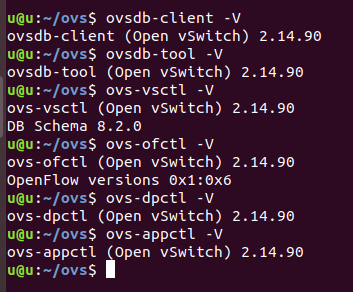 u@u:~/ovs$ ovsdb-client -V
ovsdb-client (Open vSwitch) 2.14.90
u@u:~/ovs$ ovsdb-tool -V
ovsdb-tool (Open vSwitch) 2.14.90
u@u:~/ovs$ ovs-vsctl -V
ovs-vsctl (Open vSwitch) 2.14.90
DB Schema 8.2.0
u@u:~/ovs$ ovs-ofctl -V
ovs-ofctl (Open vSwitch) 2.14.90
OpenFlow versions 0x1:0x6
u@u:~/ovs$ ovs-dpctl -V
ovs-dpctl (Open vSwitch) 2.14.90
u@u:~/ovs$ ovs-appctl -V
ovs-appctl (Open vSwitch) 2.14.90
u@u:~/ovs$